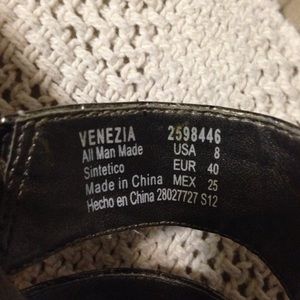 VENEZIA 2598446
All Man Made USA 8
Sintetico EUR 40
Made in China MEX 25
Hecho en China 28027727 S12